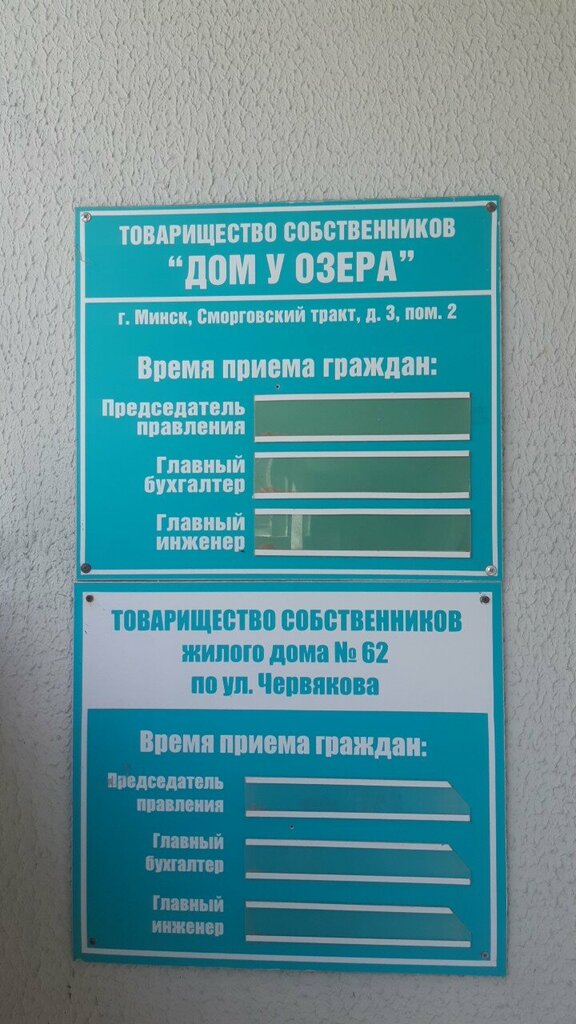 ТОВАРИЩЕСТВО СОБСТВЕННИКОВ
"ДОМ У ОЗЕРА"
г. Минск, Сморговский тракт, д. 3, пом. 2
Время приема граждан:
Председатель
правления
Главный
бухгалтер
Главный
инженер
ТОВАРИЩЕСТВО СОБСТВЕННИКОВ
жилого дома № 62
по ул. Червякова
Время приема граждан:
Председатель
правления
Главный
бухгалтер
Главный
инженер